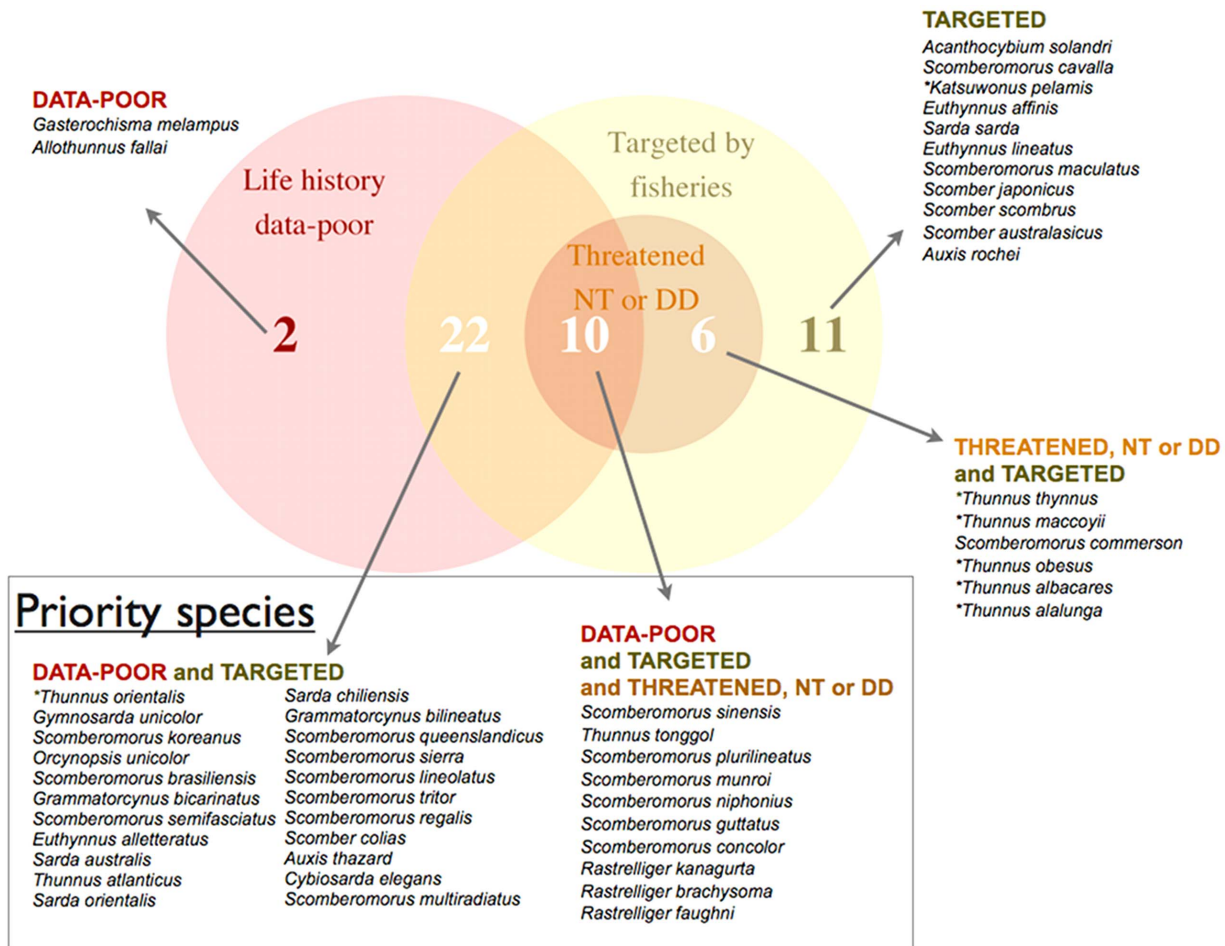 TARGETED
Acanthocybium solandri
Scomberomorus cavalla
*Katsuwonus pelamis
Euthynnus affinis
Sarda sarda
Euthynnus lineatus
Scomberomorus maculatus
Scomber japonicus
Scomber scombrus
Scomber australasicus
Auxis rochei
DATA-POOR
Gasterochisma melampus
Allothunnus fallai
Life history
data-poor
Targeted by
fisheries
Threatened
NT or DD
2
22
10
6
11
THREATENED, NT or DD
and TARGETED
*Thunnus thynnus
*Thunnus maccoyii
Scomberomorus commerson
*Thunnus obesus
*Thunnus albacares
*Thunnus alalunga
Priority species
DATA-POOR and TARGETED
*Thunnus orientalis
Gymnosarda unicolor
Scomberomorus koreanus
Orcynopsis unicolor
Scomberomorus brasiliensis
Grammatorcynus bicarinatus
Scomberomorus semifasciatus
Euthynnus alletteratus
Sarda australis
Thunnus atlanticus
Sarda orientalis
Sarda chiliensis
Grammatorcynus bilineatus
Scomberomorus queenslandicus
Scomberomorus sierra
Scomberomorus lineolatus
Scomberomorus tritor
Scomberomorus regalis
Scomber colias
Auxis thazard
Cybiosarda elegans
Scomberomorus multiradiatus
DATA-POOR
and TARGETED
and THREATENED, NT or DD
Scomberomorus sinensis
Thunnus tonggol
Scomberomorus plurilineatus
Scomberomorus munroi
Scomberomorus niphonius
Scomberomorus guttatus
Scomberomorus concolor
Rastrelliger kanagurta
Rastrelliger brachysoma
Rastrelliger faughni